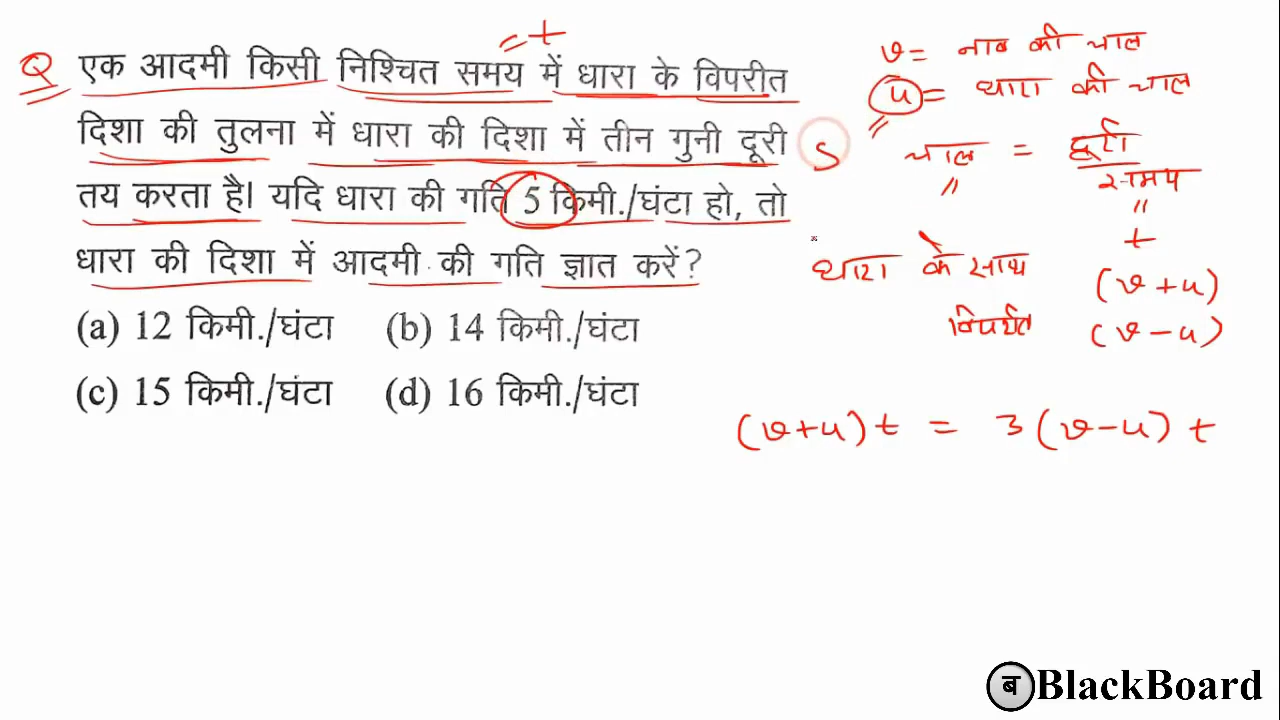 = t
Q एक आदमी किसी निश्चित समय में धारा के विपरीत
दिशा की तुलना में धारा की दिशा में तीन गुनी दूरी
तय करता है। यदि धारा की गति 5 किमी./घंटा हो, तो
धारा की दिशा में आदमी की गति ज्ञात करें?
(a) 12 किमी./घंटा (b) 14 किमी./घंटा
(c) 15 किमी./घंटा (d) 16 किमी./घंटा
v = नाव की चाल
u = धारा की चाल
S चाल = दूरी
समय
" "
t
धारा के साथ (v+u)
विपरीत (v-u)
(v+u) t = 3 (v-u) t
ब BlackBoard